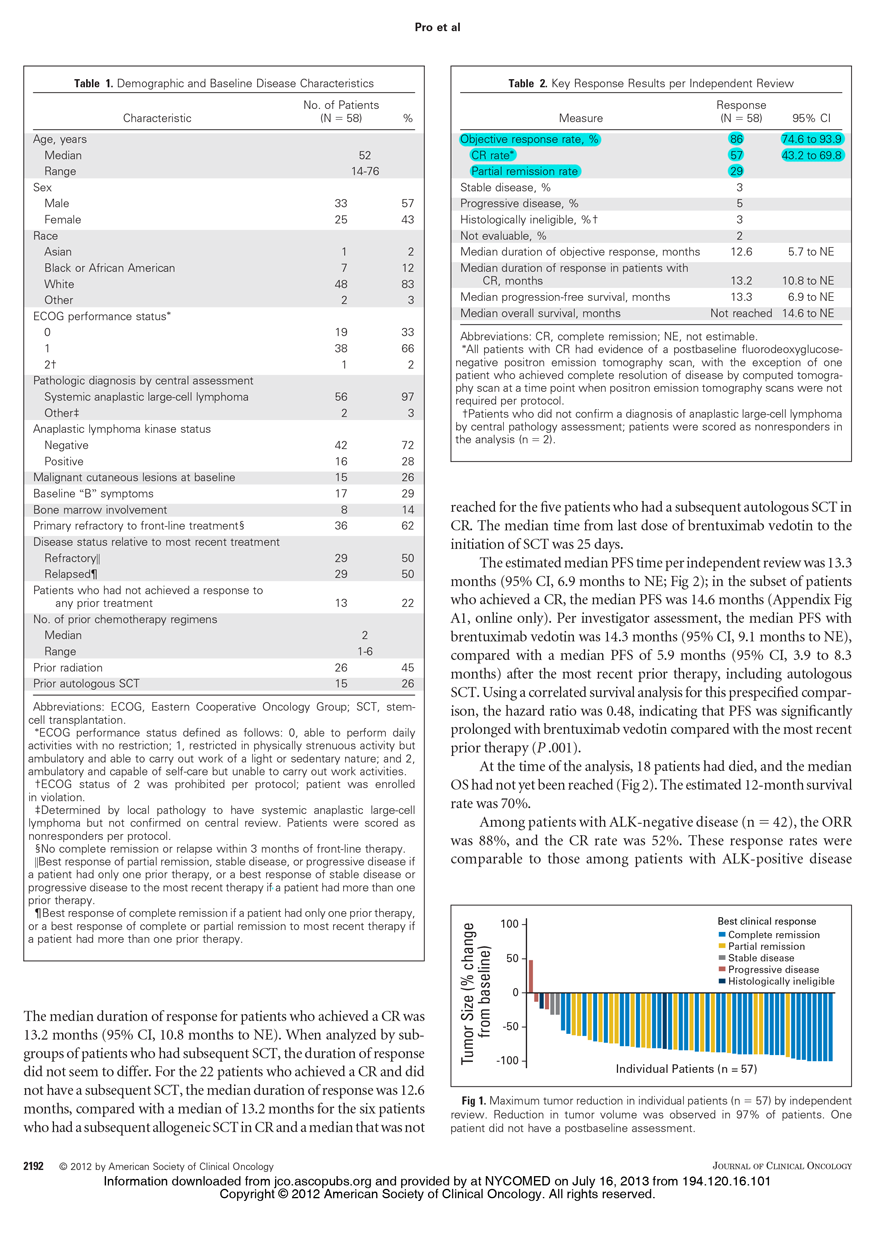 Pro et al
Table 1. Demographic and Baseline Disease Characteristics
Characteristic No. of Patients (N = 58) %
Age, years
Median 52
Range 14-76
Sex
Male 33 57
Female 25 43
Race
Asian 1 2
Black or African American 7 12
White 48 83
Other 2 3
ECOG performance status*
0 19 33
1 38 66
2† 1 2
Pathologic diagnosis by central assessment
Systemic anaplastic large-cell lymphoma 56 97
Other‡ 2 3
Anaplastic lymphoma kinase status
Negative 42 72
Positive 16 28
Malignant cutaneous lesions at baseline 15 26
Baseline “B” symptoms 17 29
Bone marrow involvement 8 14
Primary refractory to front-line treatment§ 36 62
Disease status relative to most recent treatment
Refractory‖ 29 50
Relapsed¶ 29 50
Patients who had not achieved a response to
any prior treatment 13 22
No. of prior chemotherapy regimens
Median 2
Range 1-6
Prior radiation 26 45
Prior autologous SCT 15 26
Abbreviations: ECOG, Eastern Cooperative Oncology Group; SCT, stem-
cell transplantation.
*ECOG performance status defined as follows: 0, able to perform daily
activities with no restriction; 1, restricted in physically strenuous activity but
ambulatory and able to carry out work of a light or sedentary nature; and 2,
ambulatory and capable of self-care but unable to carry out work activities.
†ECOG status of 2 was prohibited per protocol; patient was enrolled
in violation.
‡Determined by local pathology to have systemic anaplastic large-cell
lymphoma but not confirmed on central review. Patients were scored as
nonresponders per protocol.
§No complete remission or relapse within 3 months of front-line therapy.
‖Best response of partial remission, stable disease, or progressive disease if
a patient had only one prior therapy, or a best response of stable disease or
progressive disease to the most recent therapy if a patient had more than one
prior therapy.
¶Best response of complete remission if a patient had only one prior therapy,
or a best response of complete or partial remission to most recent therapy if
a patient had more than one prior therapy.
The median duration of response for patients who achieved a CR was
13.2 months (95% CI, 10.8 months to NE). When analyzed by sub-
groups of patients who had subsequent SCT, the duration of response
did not seem to differ. For the 22 patients who achieved a CR and did
not have a subsequent SCT, the median duration of response was 12.6
months, compared with a median of 13.2 months for the six patients
who had a subsequent allogeneic SCT in CR and a median that was not
Table 2. Key Response Results per Independent Review
Measure Response (N = 58) 95% CI
Objective response rate, % 86 74.6 to 93.9
CR rate* 57 43.2 to 69.8
Partial remission rate 29
Stable disease, % 3
Progressive disease, % 5
Histologically ineligible, %† 3
Not evaluable, % 2
Median duration of objective response, months 12.6 5.7 to NE
Median duration of response in patients with
CR, months 13.2 10.8 to NE
Median progression-free survival, months 13.3 6.9 to NE
Median overall survival, months Not reached 14.6 to NE
Abbreviations: CR, complete remission; NE, not estimable.
*All patients with CR had evidence of a postbaseline fluorodeoxyglucose-
negative positron emission tomography scan, with the exception of one
patient who achieved complete resolution of disease by computed tomogra-
phy scan at a time point when positron emission tomography scans were not
required per protocol.
†Patients who did not confirm a diagnosis of anaplastic large-cell lymphoma
by central pathology assessment; patients were scored as nonresponders in
the analysis (n = 2).
reached for the five patients who had a subsequent autologous SCT in
CR. The median time from last dose of brentuximab vedotin to the
initiation of SCT was 25 days.
The estimated median PFS time per independent review was 13.3
months (95% CI, 6.9 months to NE; Fig 2); in the subset of patients
who achieved a CR, the median PFS was 14.6 months (Appendix Fig
A1, online only). Per investigator assessment, the median PFS with
brentuximab vedotin was 14.3 months (95% CI, 9.1 months to NE),
compared with a median PFS of 5.9 months (95% CI, 3.9 to 8.3
months) after the most recent prior therapy, including autologous
SCT. Using a correlated survival analysis for this prespecified compar-
ison, the hazard ratio was 0.48, indicating that PFS was significantly
prolonged with brentuximab vedotin compared with the most recent
prior therapy (P .001).
At the time of the analysis, 18 patients had died, and the median
OS had not yet been reached (Fig 2). The estimated 12-month survival
rate was 70%.
Among patients with ALK-negative disease (n = 42), the ORR
was 88%, and the CR rate was 52%. These response rates were
comparable to those among patients with ALK-positive disease
Tumor Size (% change
from baseline)
100
50
0
-50
-100
Best clinical response
Complete remission
Partial remission
Stable disease
Progressive disease
Histologically ineligible
Individual Patients (n = 57)
Fig 1. Maximum tumor reduction in individual patients (n = 57) by independent
review. Reduction in tumor volume was observed in 97% of patients. One
patient did not have a postbaseline assessment.
2192 © 2012 by American Society of Clinical Oncology JOURNAL OF CLINICAL ONCOLOGY
Information downloaded from jco.ascopubs.org and provided by at NYCOMED on July 16, 2013 from 194.120.16.101
Copyright © 2012 American Society of Clinical Oncology. All rights reserved.